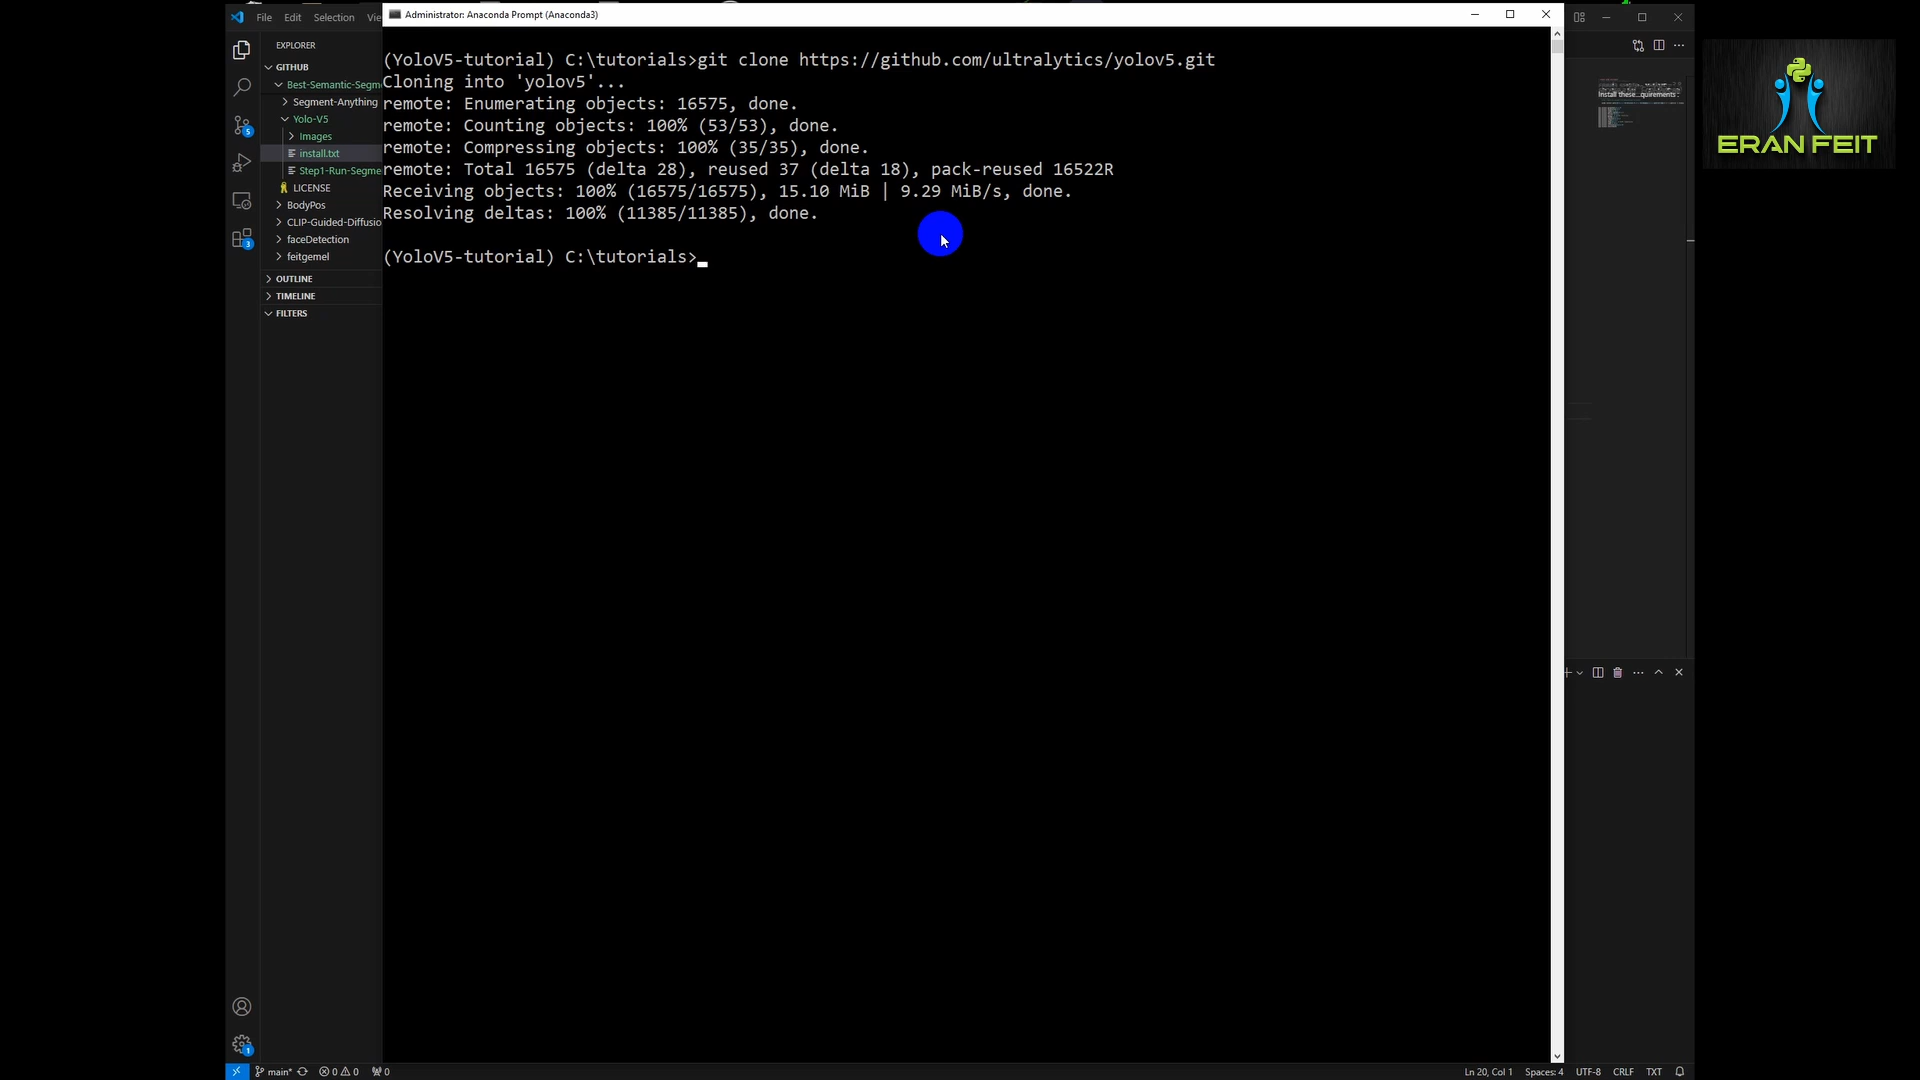 File Edit Selection
Administrator: Anaconda Prompt (Anaconda3)
EXPLORER
GITHUB
Best-Semantic-Segm
Segment-Anything
Yolo-V5
Images
install.txt
Step1-Run-Segme
LICENSE
BodyPos
CLIP-Guided-Diffusio
faceDetection
feitgemel
OUTLINE
TIMELINE
FILTERS
5
3
1
(YoloV5-tutorial) C:\tutorials>git clone https://github.com/ultralytics/yolov5.git
Cloning into 'yolov5'...
remote: Enumerating objects: 16575, done.
remote: Counting objects: 100% (53/53), done.
remote: Compressing objects: 100% (35/35), done.
remote: Total 16575 (delta 28), reused 37 (delta 18), pack-reused 16522R
Receiving objects: 100% (16575/16575), 15.10 MiB | 9.29 MiB/s, done.
Resolving deltas: 100% (11385/11385), done.
(YoloV5-tutorial) C:\tutorials>
ERAN FEIT
main* 0 0 0
Ln 20, Col 1 Spaces: 4 UTF-8 CRLF TXT